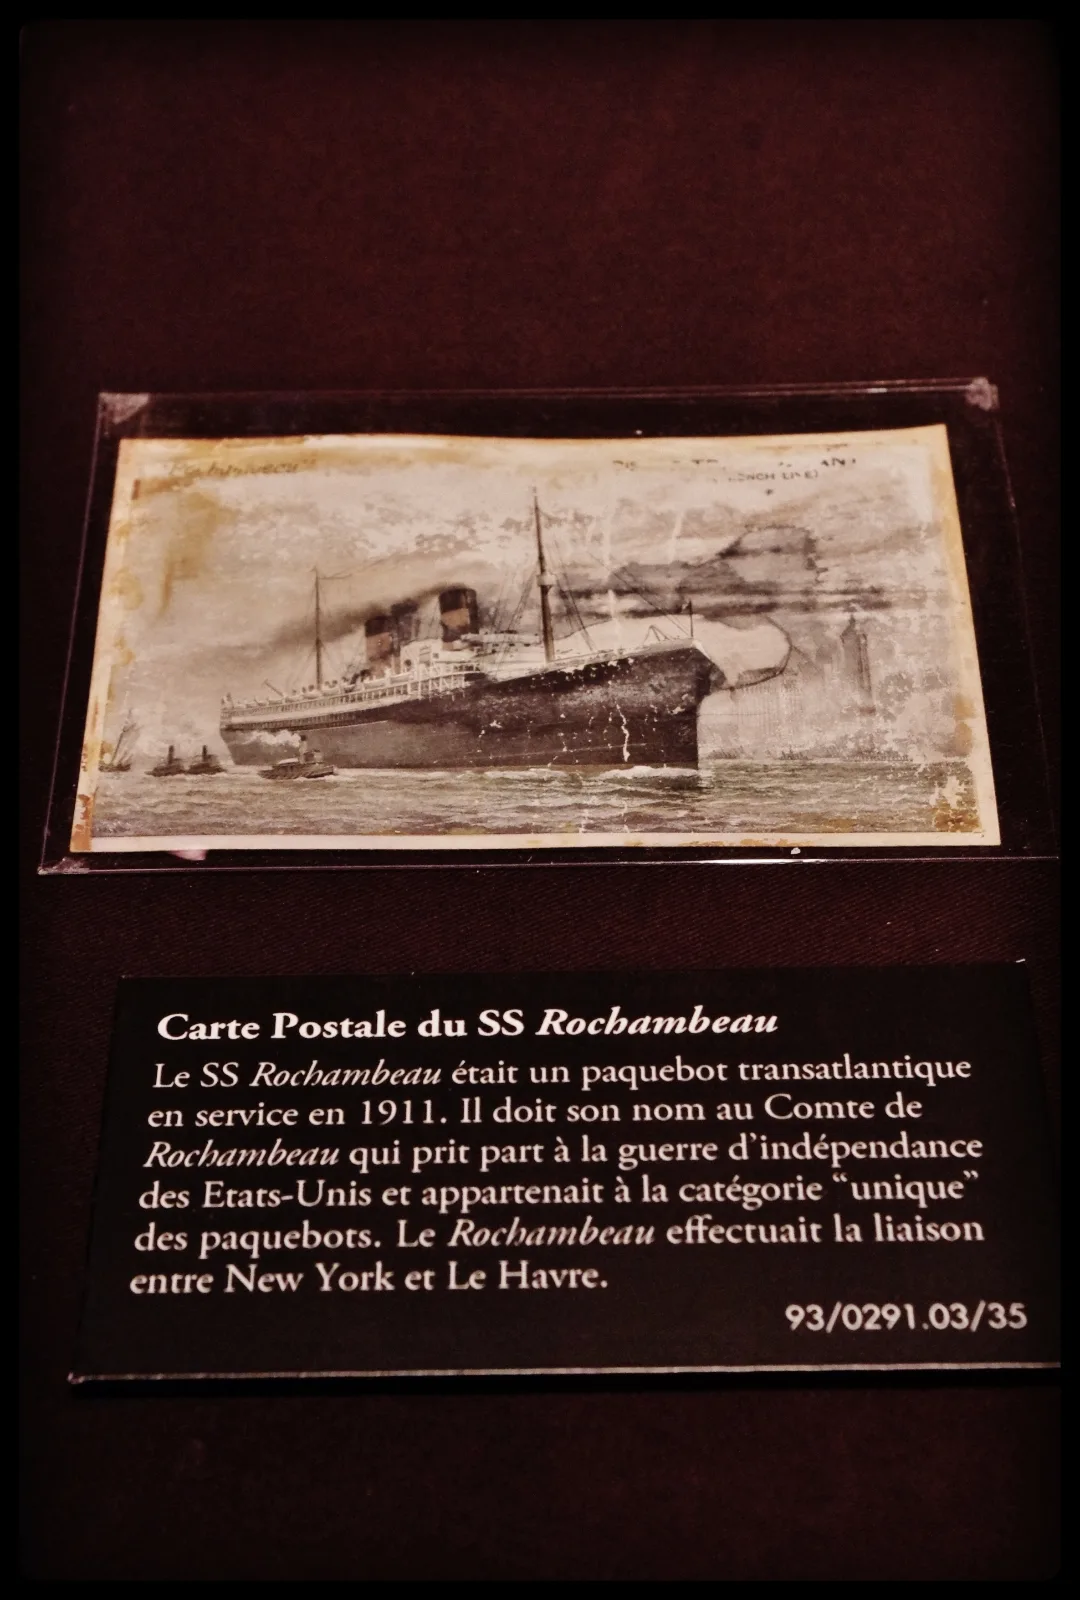 "Rochambeau"
Carte Postale du SS Rochambeau
Le SS Rochambeau était un paquebot transatlantique
en service en 1911. Il doit son nom au Comte de
Rochambeau qui prit part à la guerre d'indépendance
des Etats-Unis et appartenait à la catégorie “unique”
des paquebots. Le Rochambeau effectuait la liaison
entre New York et Le Havre.
93/0291.03/35